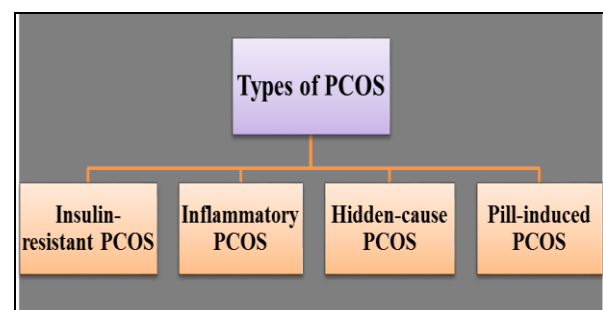 Types of PCOS
Insulin-
resistant PCOS
Inflammatory
PCOS
Hidden-cause
PCOS
Pill-induced
PCOS